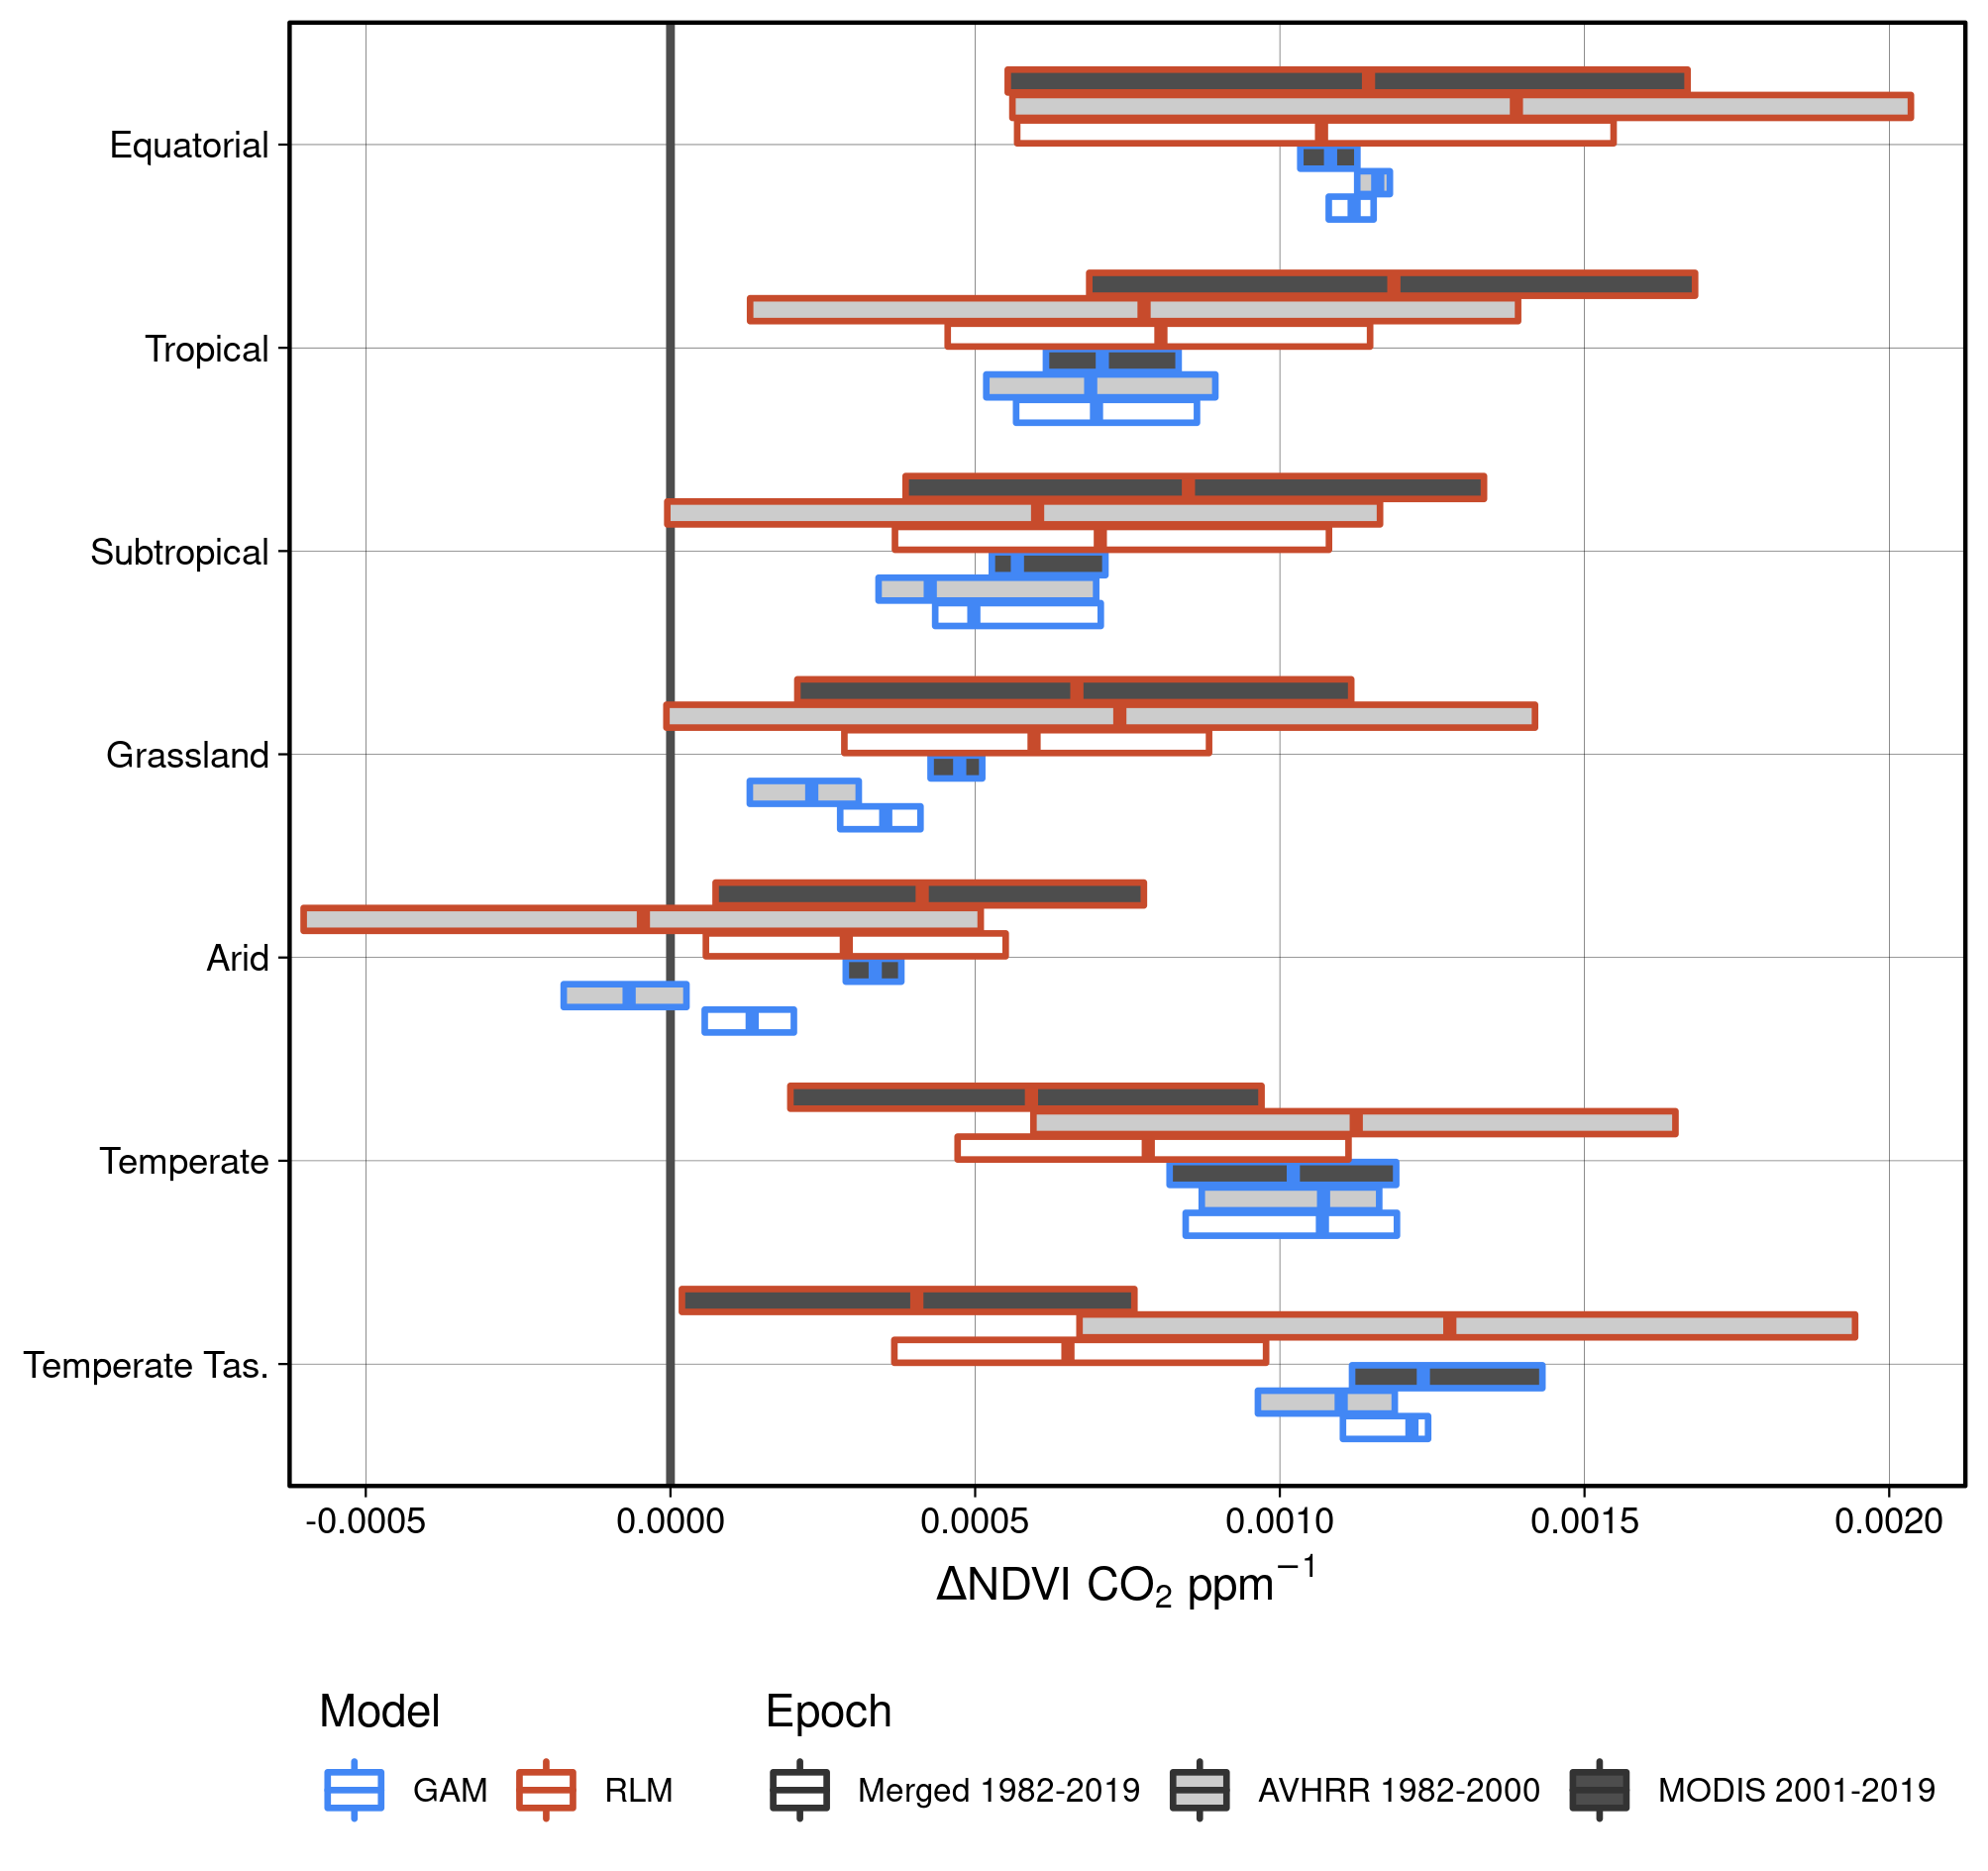 Equatorial
Tropical
Subtropical
Grassland
Arid
Temperate
Temperate Tas.
-0.0005 0.0000 0.0005 0.0010 0.0015 0.0020
ΔNDVI CO₂ ppm⁻¹
Model Epoch
GAM RLM Merged 1982-2019 AVHRR 1982-2000 MODIS 2001-2019